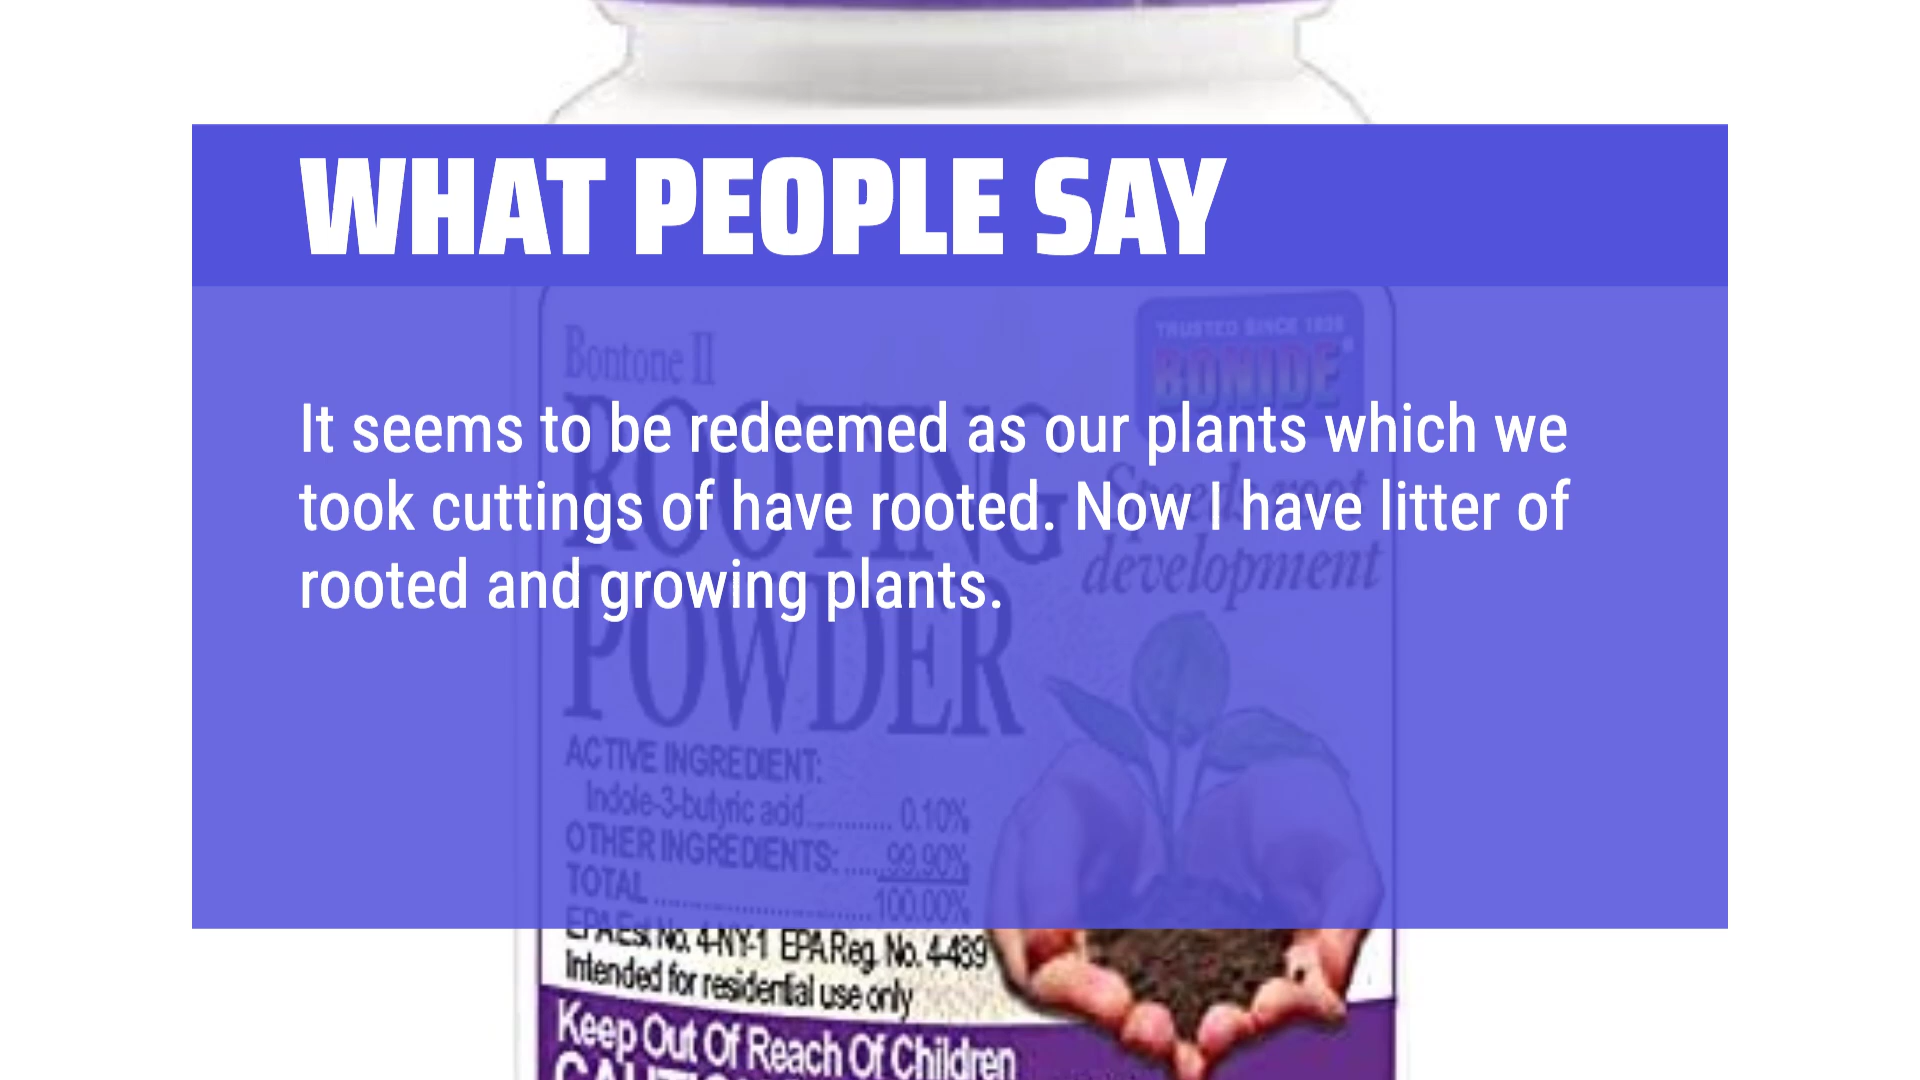 WHAT PEOPLE SAY
Bontone II
TRUSTED SINCE 1926
BONIDE
It seems to be redeemed as our plants which we
took cuttings of have rooted. Now I have litter of
rooted and growing plants.
ROOTING
POWDER
Speeds root
development
ACTIVE INGREDIENT:
Indole-3-butyric acid............ 0.10%
OTHER INGREDIENTS: ......99.90%
TOTAL ............................100.00%
EPA Est. No. 4-NY-1 EPA Reg. No. 4-489
Intended for residential use only
Keep Out Of Reach Of Children